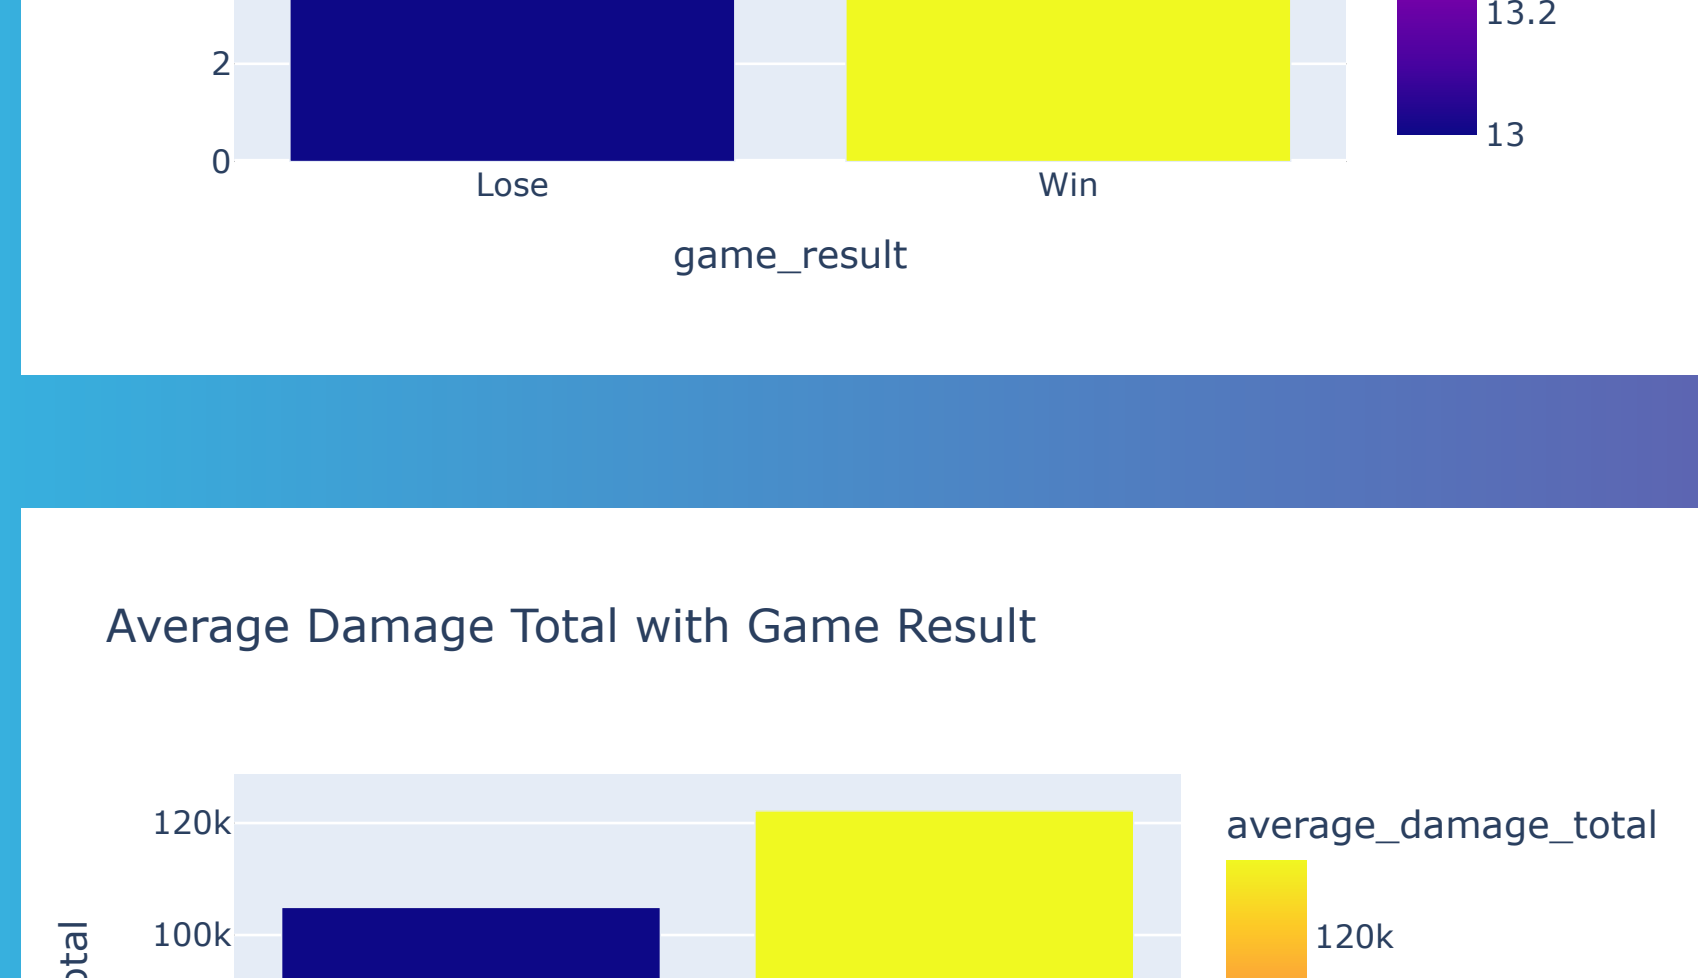 13.2
2
13
0
Lose Win
game_result
Average Damage Total with Game Result
120k
average_damage_total
100k
120k